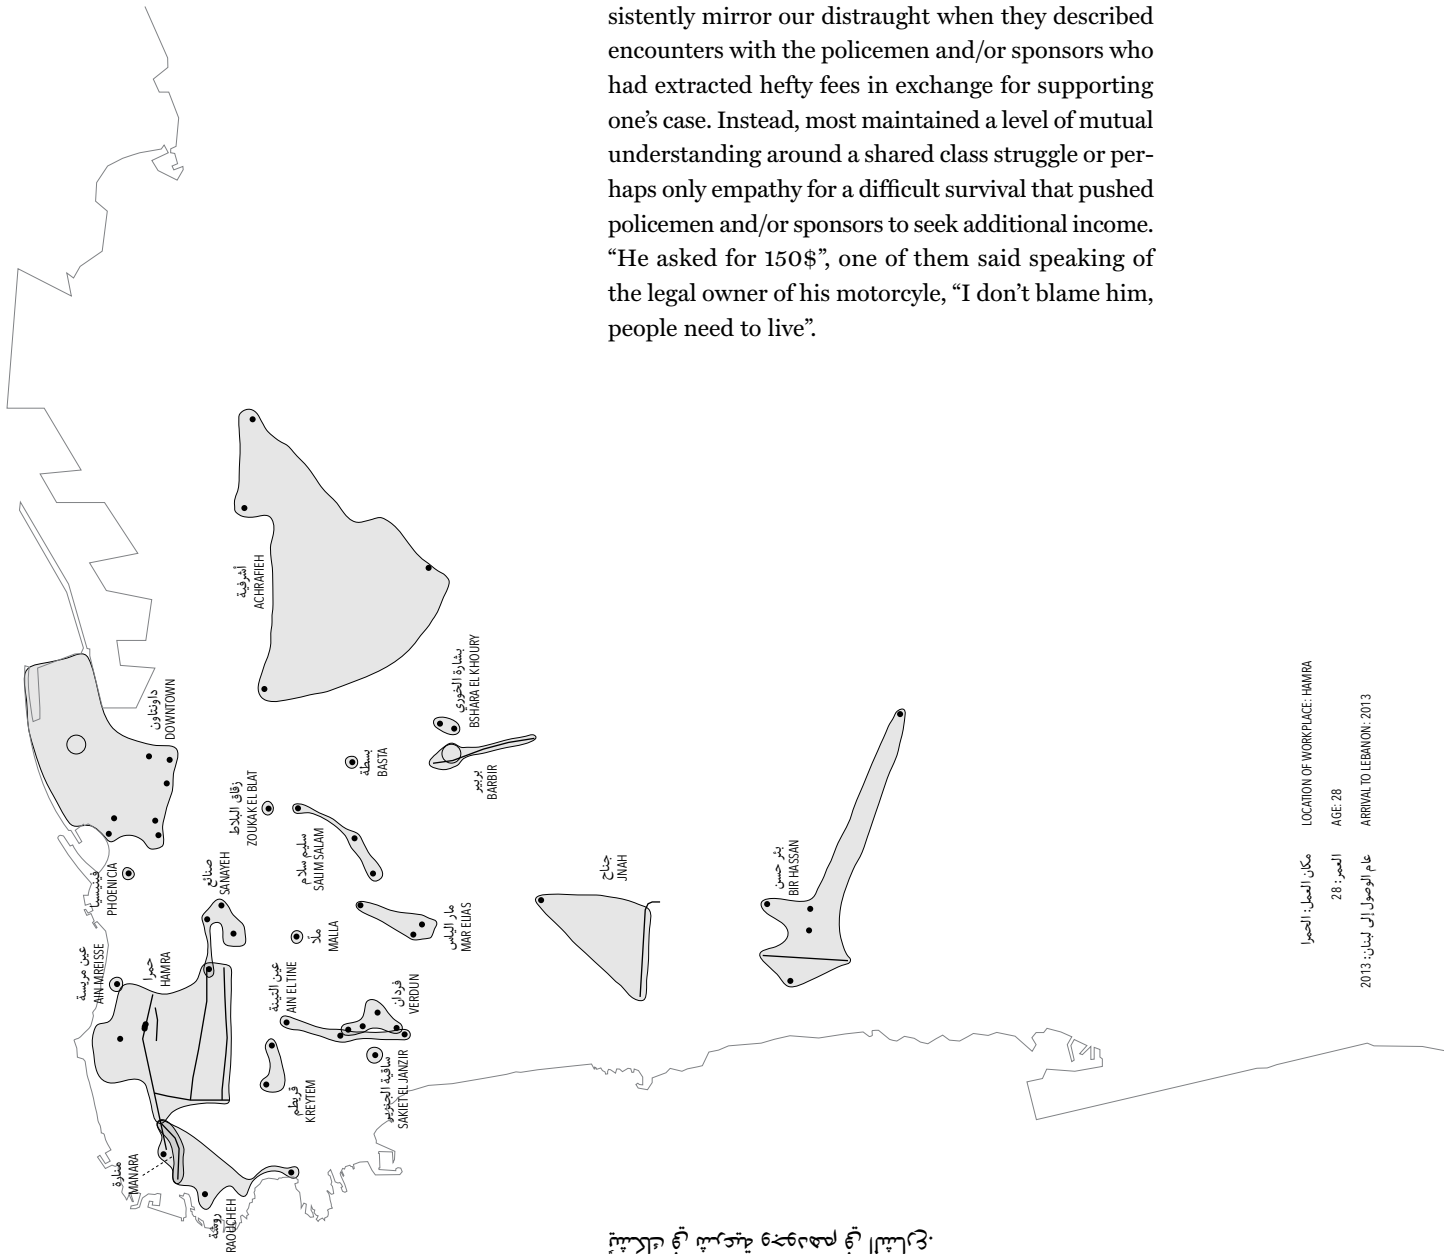 sistently mirror our distraught when they described
encounters with the policemen and/or sponsors who
had extracted hefty fees in exchange for supporting
one’s case. Instead, most maintained a level of mutual
understanding around a shared class struggle or per-
haps only empathy for a difficult survival that pushed
policemen and/or sponsors to seek additional income.
“He asked for 150$”, one of them said speaking of
the legal owner of his motorcyle, “I don’t blame him,
people need to live”.
أشرفية
ACHRAFIEH
داونتاون
DOWNTOWN
بشارة الخوري
BSHARA EL KHOURY
بسطة
BASTA
بربير
BARBIR
زقاق البلاط
ZOUKAK EL BLAT
سليم سلام
SALIM SALAM
صنائع
SANAYEH
فينيسيا
PHOENICIA
ملّا
MALLA
مار الياس
MAR ELIAS
جناح
JNAH
بئر حسن
BIR HASSAN
عين مريسة
AIN MREISSE
حمرا
HAMRA
عين التينة
AIN EL TINE
فردان
VERDUN
قريطم
KREYTEM
ساقية الجنزير
SAKIET EL JANZIR
منارة
MANARA
روشة
RAOUCHEH
مكان العمل: الحمرا
LOCATION OF WORKPLACE: HAMRA
العمر: 28
AGE: 28
عام الوصول إلى لبنان: 2013
ARRIVAL TO LEBANON: 2013
يُشكك في شرعية وجودهم في الشارع.